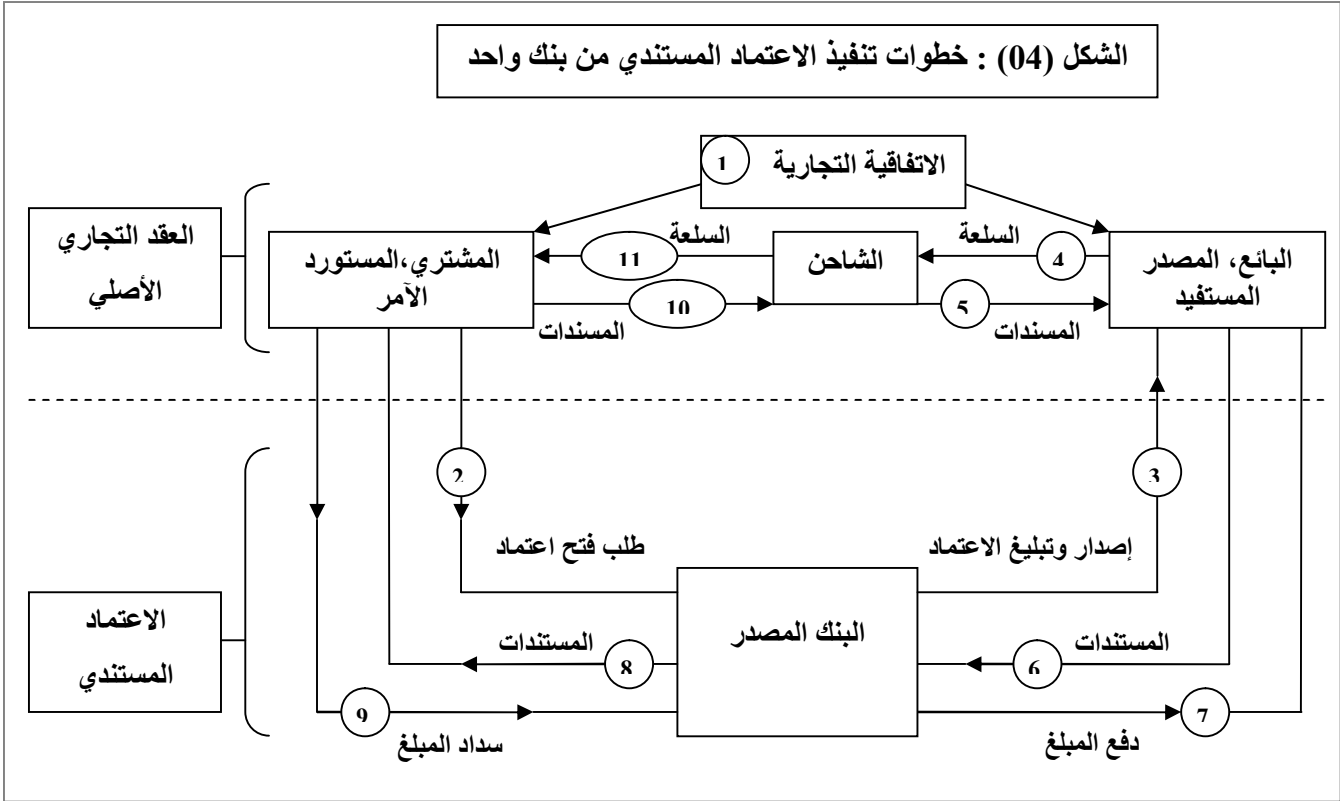 الشكل (04) : خطوات تنفيذ الاعتماد المستندي من بنك واحد
الاتفاقية التجارية 1
العقد التجاري
الأصلي
البائع، المصدر
المستفيد
السلعة
4
الشاحن
السلعة
11
المشتري،المستورد
الآمر
5
المسندات
10
المسندات
3
2
إصدار وتبليغ الاعتماد
طلب فتح اعتماد
البنك المصدر
الاعتماد
المستندي
المستندات
6
المستندات
8
7
دفع المبلغ
9
سداد المبلغ